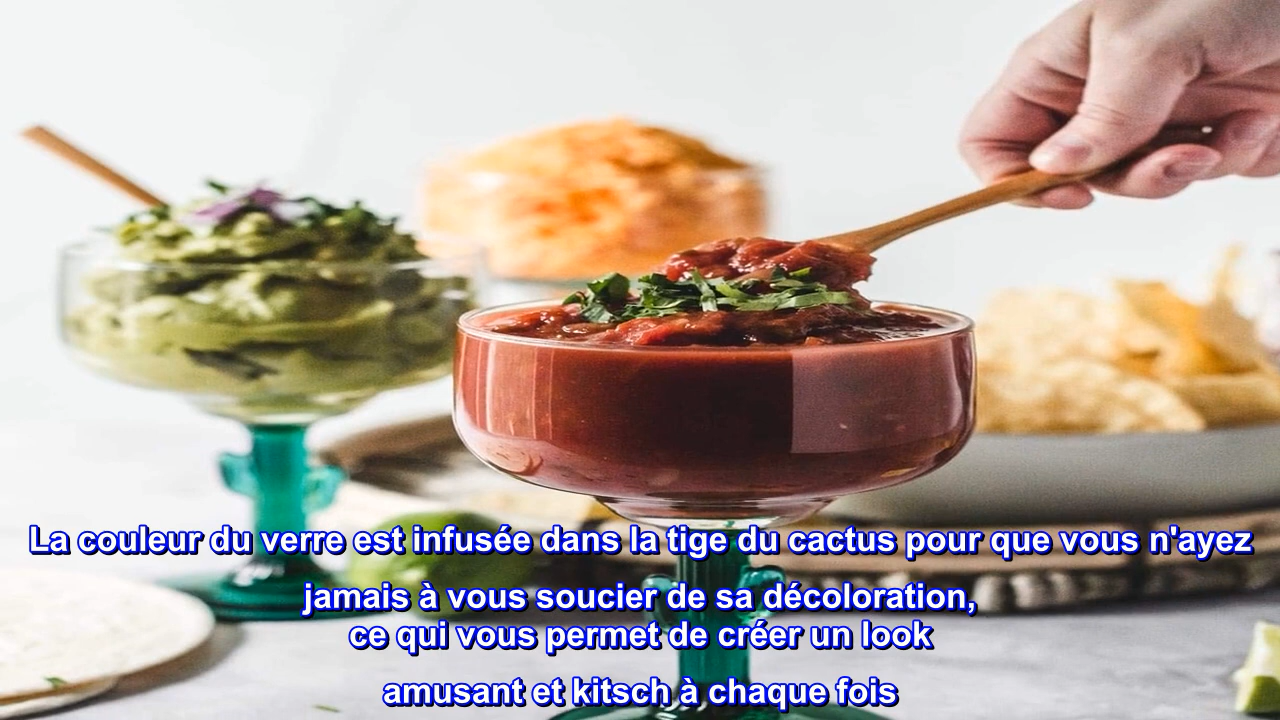 La couleur du verre est infusée dans la tige du cactus pour que vous n'ayez
jamais à vous soucier de sa décoloration,
ce qui vous permet de créer un look
amusant et kitsch à chaque fois